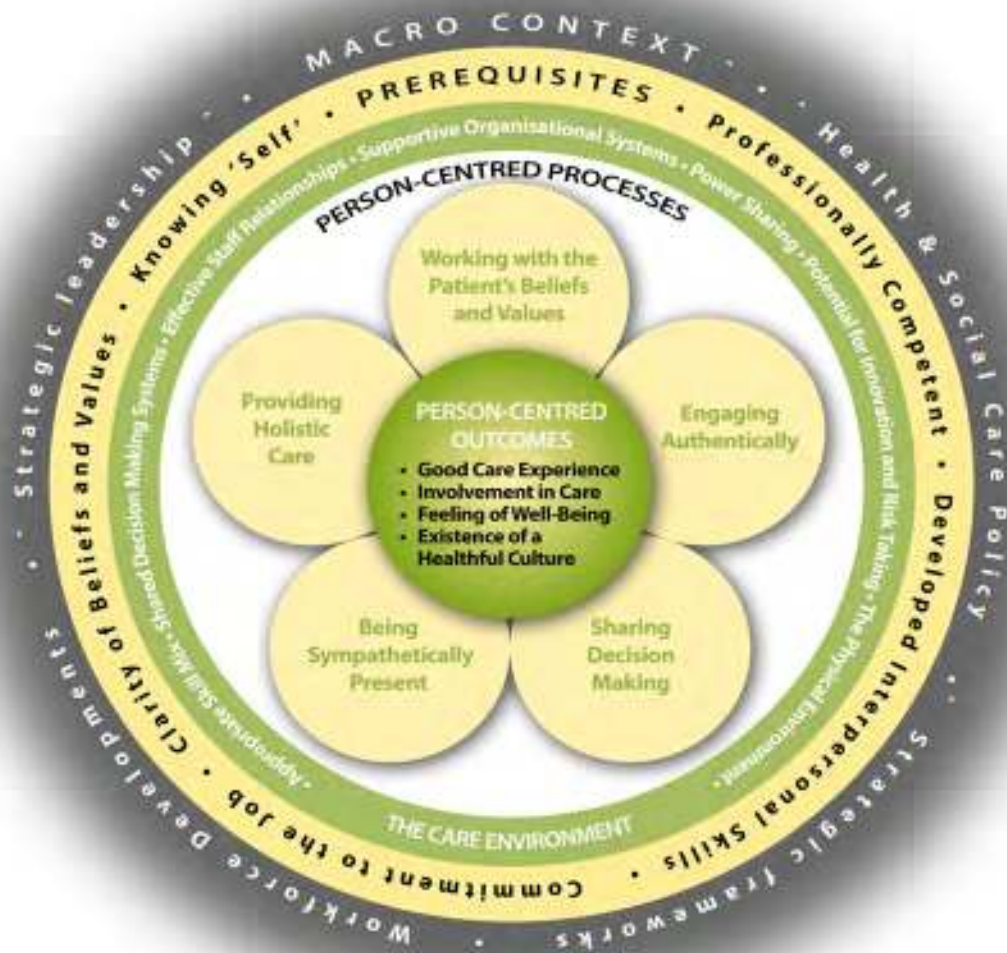 • MACRO CONTEXT •
• Health & Social Care Policy
• Strategic frameworks
• Workforce Developments
• Strategic leadership
• PREREQUISITES •
Professionally Competent •
Developed Interpersonal Skills •
Commitment to the Job •
Clarity of Beliefs and Values •
Knowing 'Self' •
THE CARE ENVIRONMENT
• Appropriate Skill Mix • Shared Decision Making Systems • Effective Staff Relationships • Supportive Organisational Systems • Power Sharing • Potential for Innovation and Risk Taking • The Physical Environment •
PERSON-CENTRED PROCESSES
Working with the
Patient's Beliefs
and Values
Engaging
Authentically
Sharing
Decision
Making
Being
Sympathetically
Present
Providing
Holistic
Care
PERSON-CENTRED
OUTCOMES
• Good Care Experience
• Involvement in Care
• Feeling of Well-Being
• Existence of a
Healthful Culture